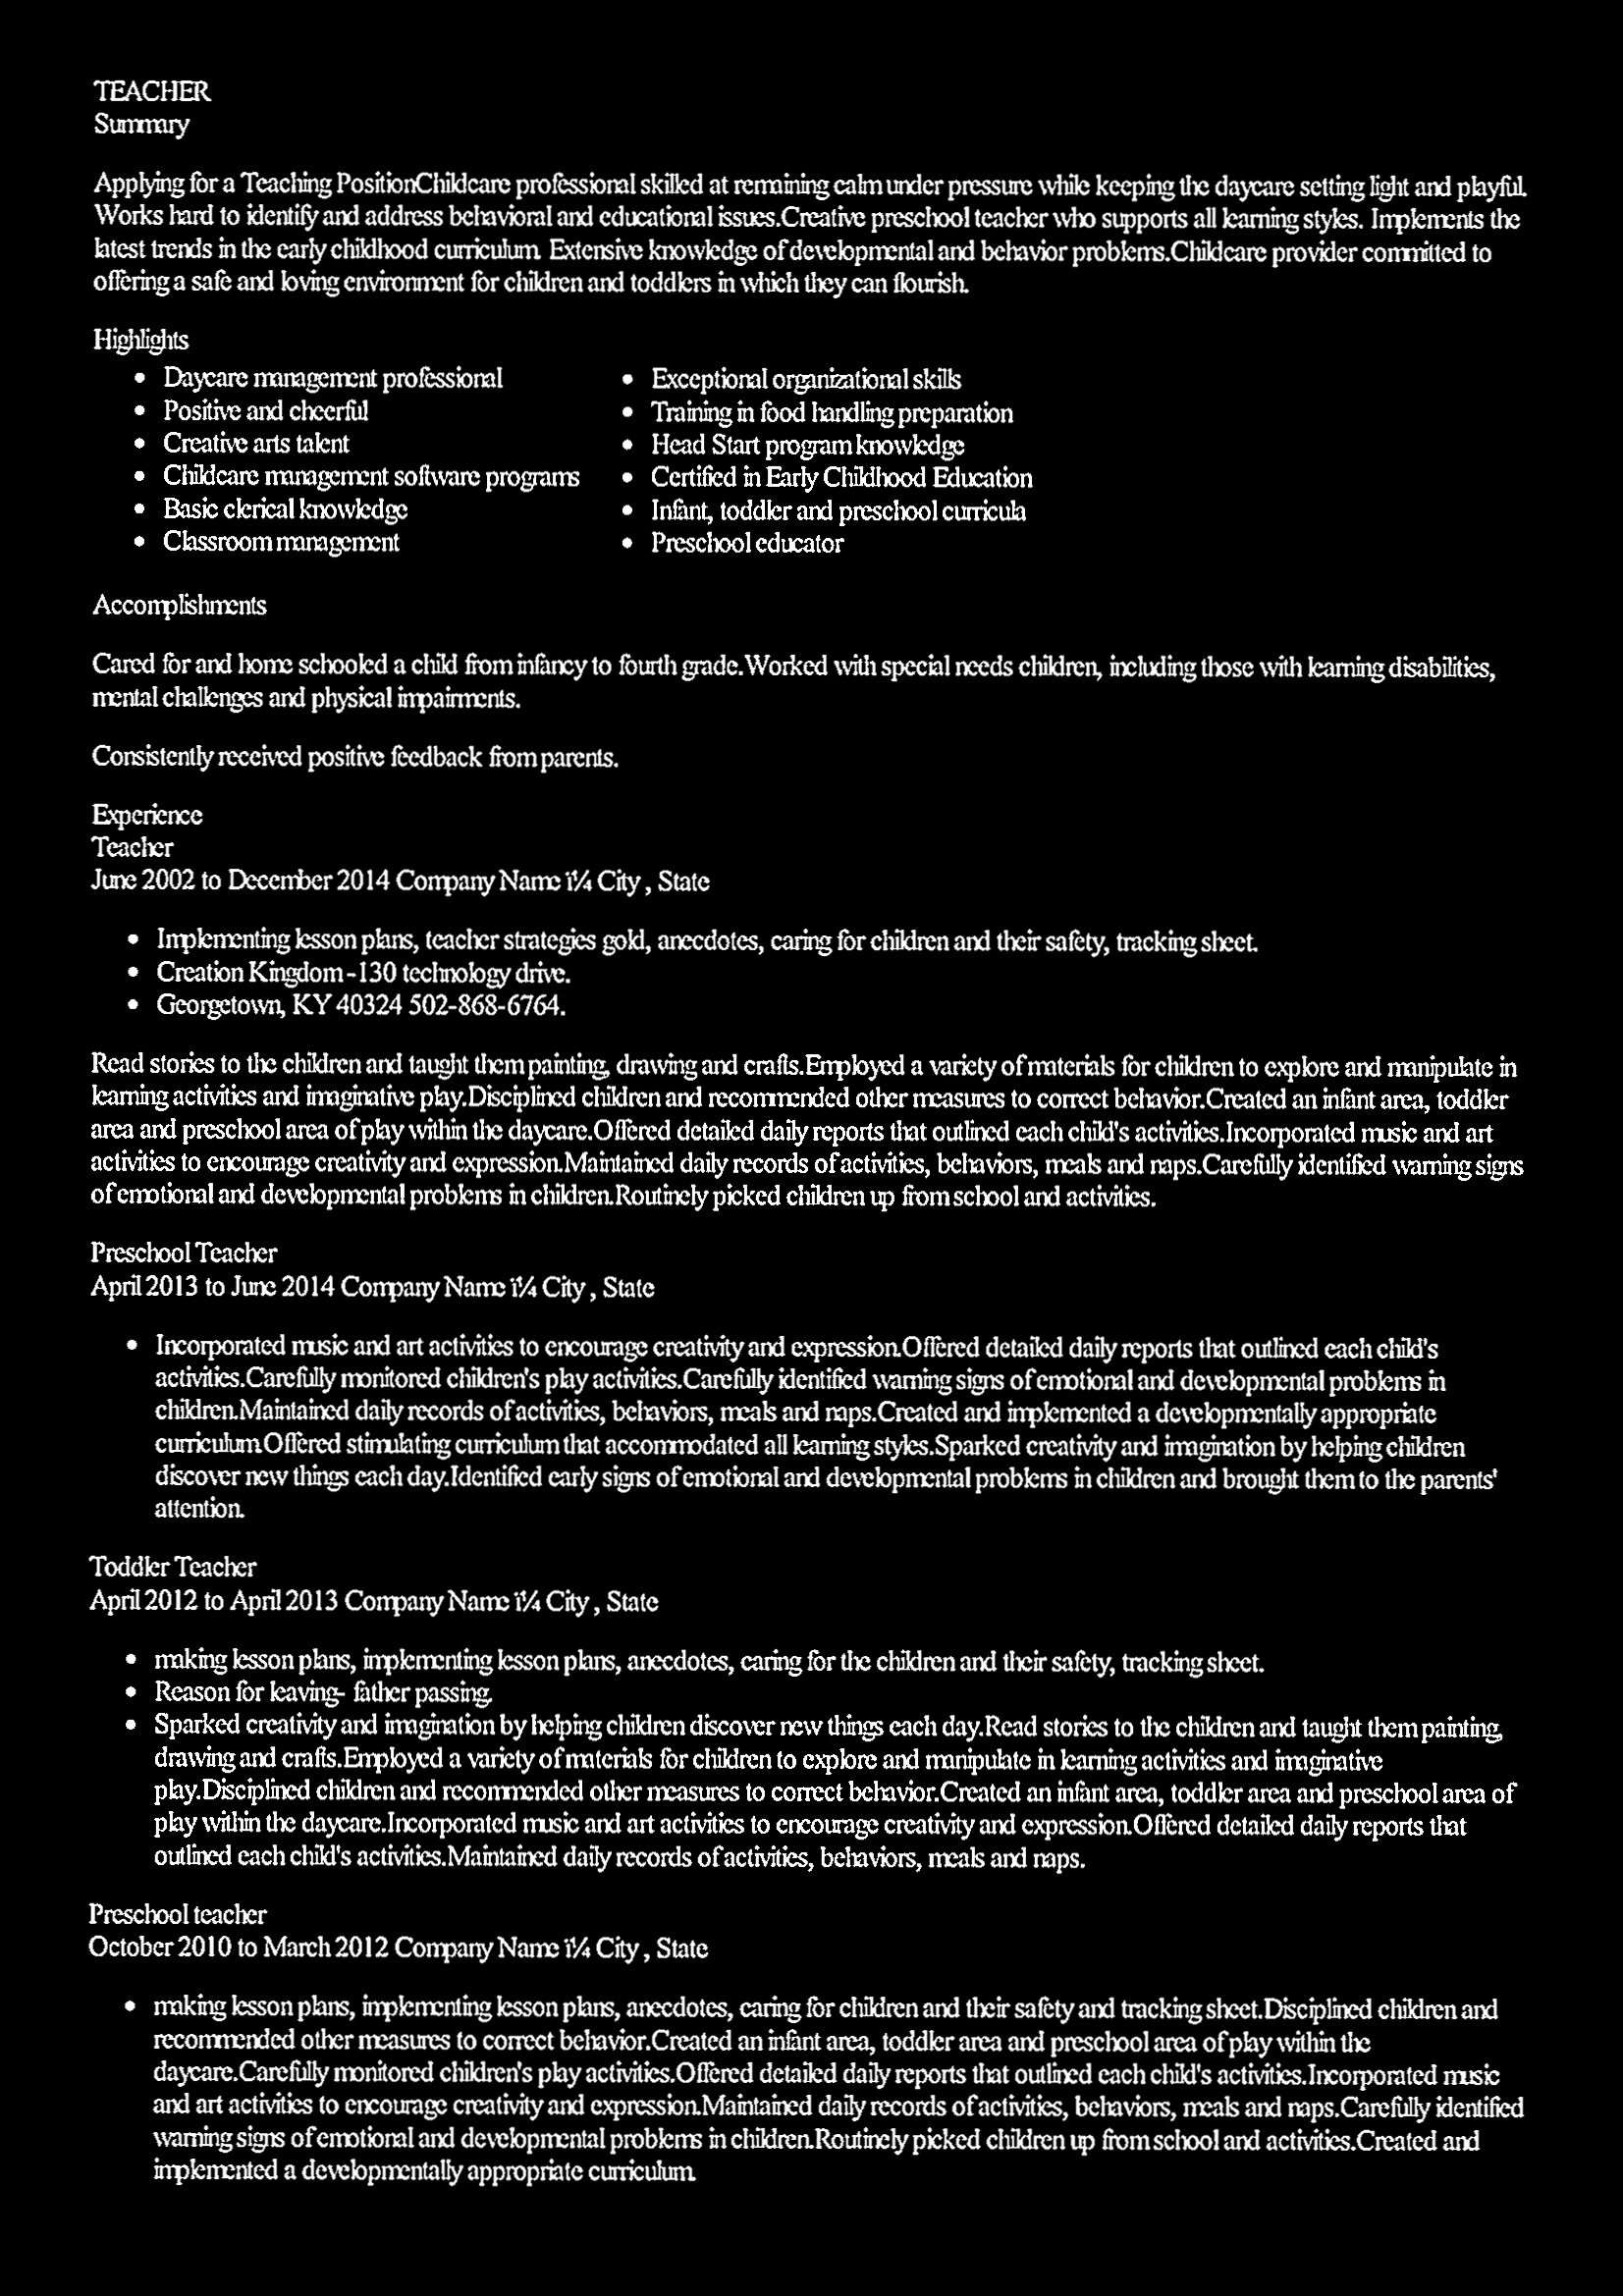 TEACHER
Summary
Applying for a Teaching PositionChildcare professional skilled at remaining calm under pressure while keeping the daycare setting light and playful.
Works hard to identify and address behavioral and educational issues.Creative preschool teacher who supports all learning styles. Implements the
latest trends in the early childhood curriculum. Extensive knowledge of developmental and behavior problems.Childcare provider committed to
offering a safe and loving environment for children and toddlers in which they can flourish.
Highlights
• Daycare management professional
• Positive and cheerful
• Creative arts talent
• Childcare management software programs
• Basic clerical knowledge
• Classroom management
• Exceptional organizational skills
• Training in food handling preparation
• Head Start program knowledge
• Certified in Early Childhood Education
• Infant, toddler and preschool curricula
• Preschool educator
Accomplishments
Cared for and home schooled a child from infancy to fourth grade.Worked with special needs children, including those with learning disabilities,
mental challenges and physical impairments.
Consistently received positive feedback from parents.
Experience
Teacher
June 2002 to December 2014 Company Name ï¼ City , State
• Implementing lesson plans, teacher strategies gold, anecdotes, caring for children and their safety, tracking sheet.
• Creation Kingdom -130 technology drive.
• Georgetown, KY 40324 502-868-6764.
Read stories to the children and taught them painting, drawing and crafts.Employed a variety of materials for children to explore and manipulate in
learning activities and imaginative play.Disciplined children and recommended other measures to correct behavior.Created an infant area, toddler
area and preschool area of play within the daycare.Offered detailed daily reports that outlined each child's activities.Incorporated music and art
activities to encourage creativity and expression.Maintained daily records of activities, behaviors, meals and naps.Carefully identified warning signs
of emotional and developmental problems in children.Routinely picked children up from school and activities.
Preschool Teacher
April 2013 to June 2014 Company Name ï¼ City , State
• Incorporated music and art activities to encourage creativity and expression.Offered detailed daily reports that outlined each child's
activities.Carefully monitored children's play activities.Carefully identified warning signs of emotional and developmental problems in
children.Maintained daily records of activities, behaviors, meals and naps.Created and implemented a developmentally appropriate
curriculum.Offered stimulating curriculum that accommodated all learning styles.Sparked creativity and imagination by helping children
discover new things each day.Identified early signs of emotional and developmental problems in children and brought them to the parents'
attention.
Toddler Teacher
April 2012 to April 2013 Company Name ï¼ City , State
• making lesson plans, implementing lesson plans, anecdotes, caring for the children and their safety, tracking sheet.
• Reason for leaving- father passing.
• Sparked creativity and imagination by helping children discover new things each day.Read stories to the children and taught them painting,
drawing and crafts.Employed a variety of materials for children to explore and manipulate in learning activities and imaginative
play.Disciplined children and recommended other measures to correct behavior.Created an infant area, toddler area and preschool area of
play within the daycare.Incorporated music and art activities to encourage creativity and expression.Offered detailed daily reports that
outlined each child's activities.Maintained daily records of activities, behaviors, meals and naps.
Preschool teacher
October 2010 to March 2012 Company Name ï¼ City , State
• making lesson plans, implementing lesson plans, anecdotes, caring for children and their safety and tracking sheet.Disciplined children and
recommended other measures to correct behavior.Created an infant area, toddler area and preschool area of play within the
daycare.Carefully monitored children's play activities.Offered detailed daily reports that outlined each child's activities.Incorporated music
and art activities to encourage creativity and expression.Maintained daily records of activities, behaviors, meals and naps.Carefully identified
warning signs of emotional and developmental problems in children.Routinely picked children up from school and activities.Created and
implemented a developmentally appropriate curriculum.